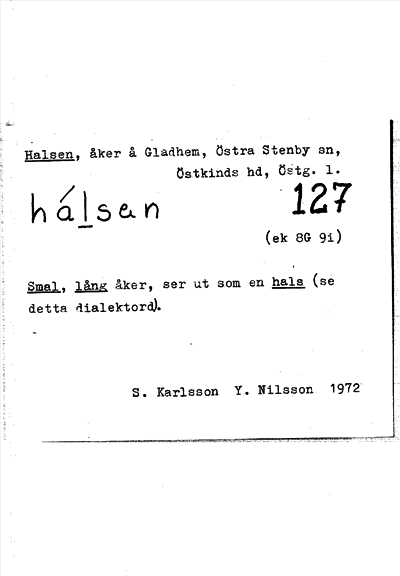 Halsen, åker å Gladhem, Östra Stenby sn,
Östkinds hd, Östg. l.
hálsen 127
(ek 8G 9i)
Smal, lång åker, ser ut som en hals (se
detta dialektord).
S. Karlsson Y. Nilsson 1972